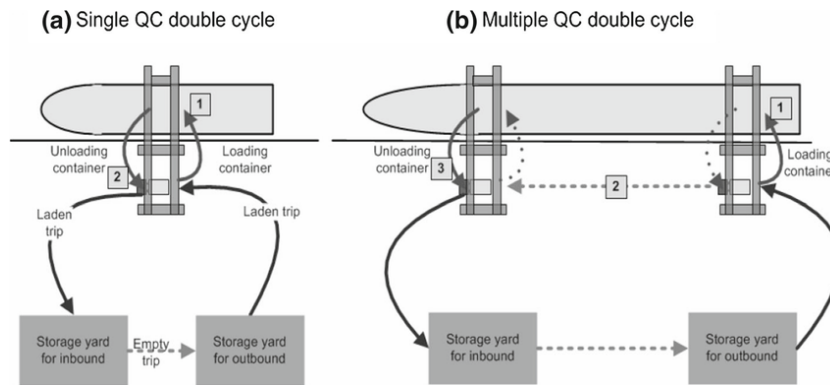 (a) Single QC double cycle
1
Unloading
container
Loading
container
2
Laden
trip
Laden trip
Storage yard
for inbound
Empty
trip
Storage yard
for outbound
(b) Multiple QC double cycle
1
Unloading
container
3
2
Loading
container
Storage yard
for inbound
Storage yard
for outbound